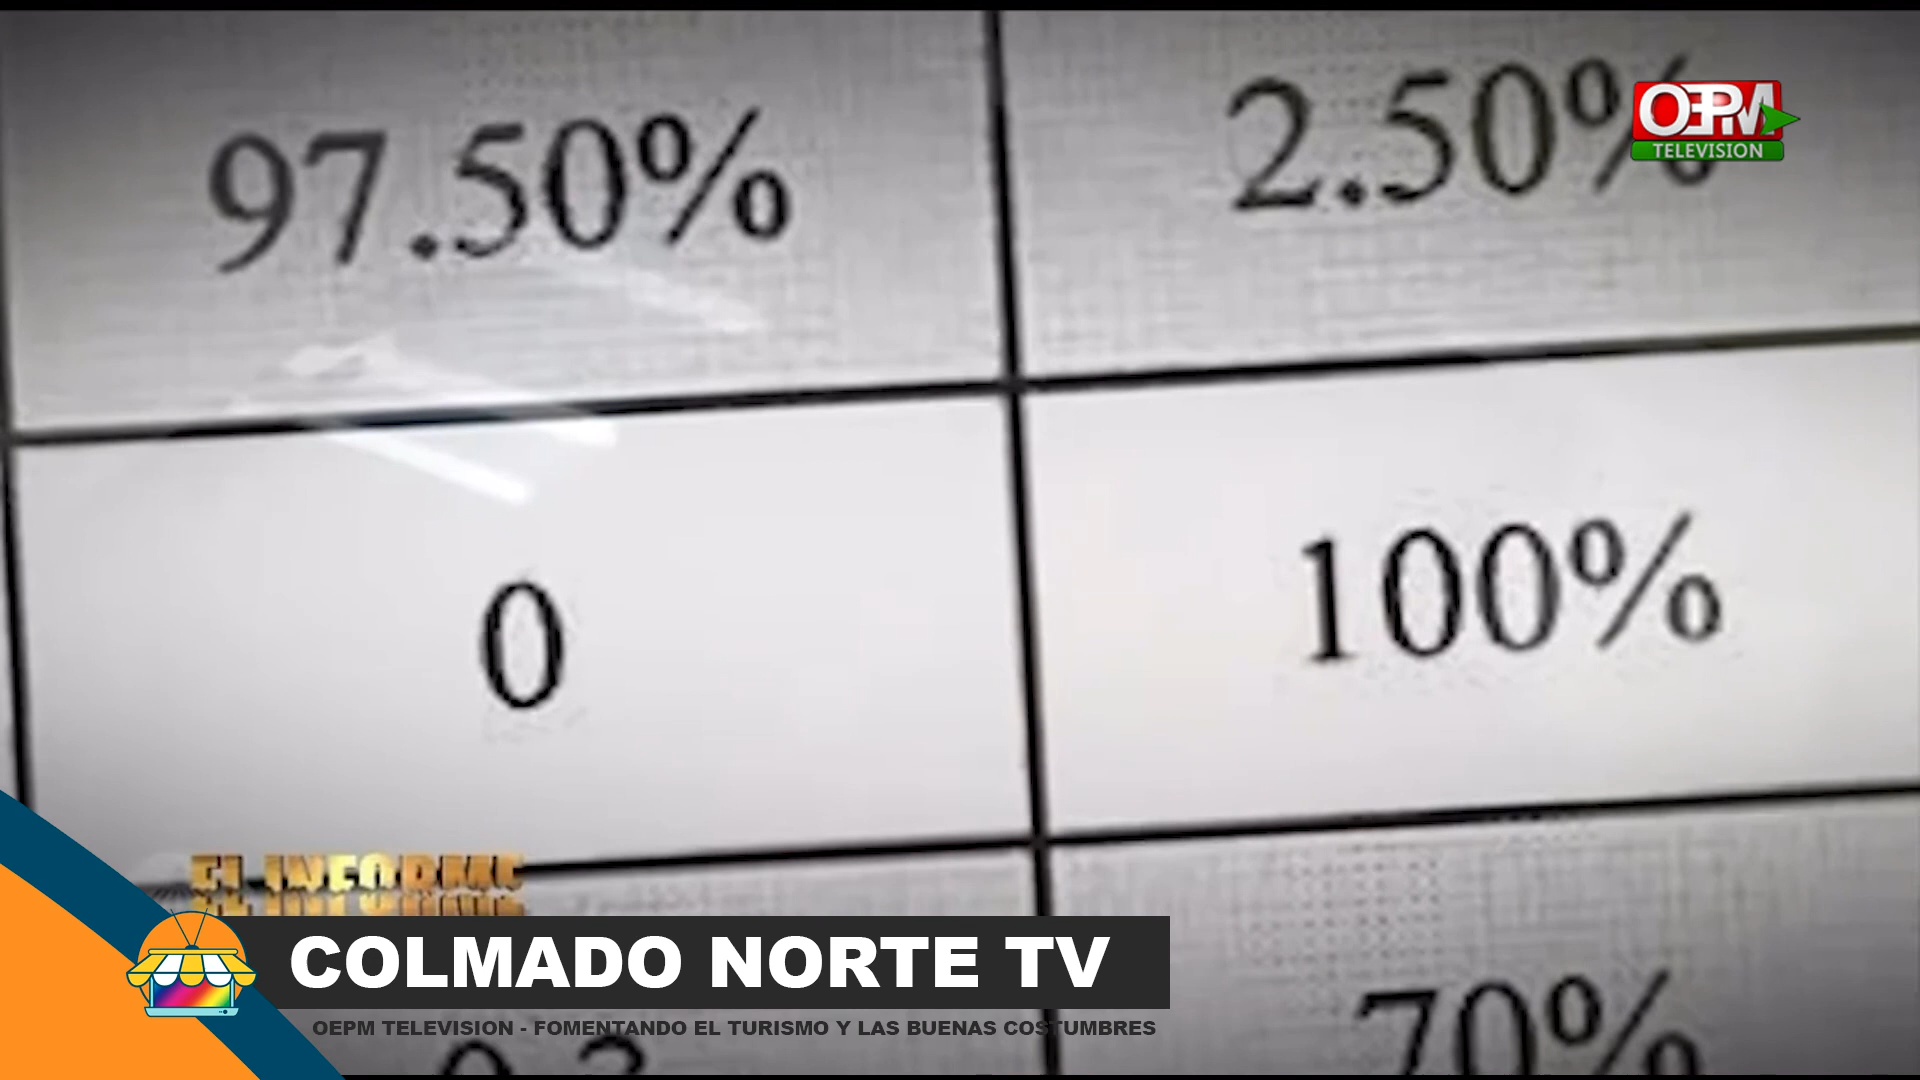 97.50% 2.50%
OEPM
TELEVISION
0 100%
EL INFORME
COLMADO NORTE TV
OEPM TELEVISION - FOMENTANDO EL TURISMO Y LAS BUENAS COSTUMBRES
70%